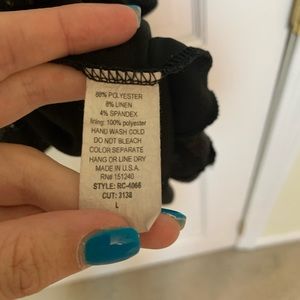 88% POLYESTER
8% LINEN
4% SPANDEX
lining: 100% polyester
HAND WASH COLD
DO NOT BLEACH
COLOR SEPARATE
HANG OR LINE DRY
MADE IN U.S.A.
RN# 151240
STYLE: RC-4066
CUT: 3138
L